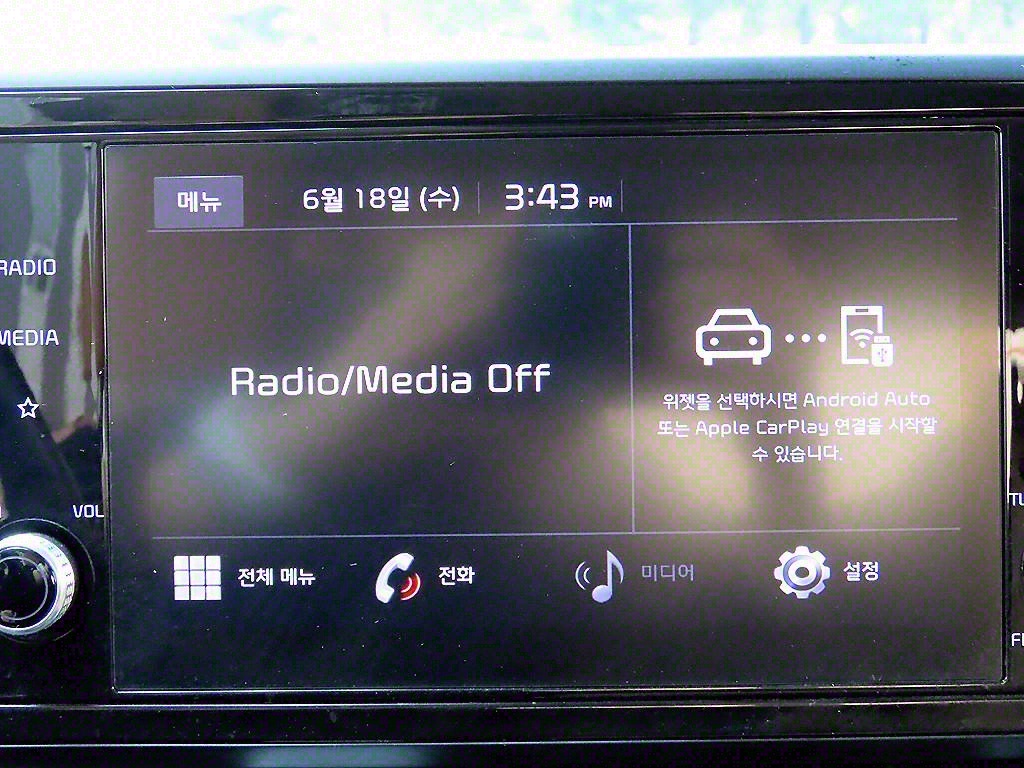 메뉴 6월 18일 (수) 3:43 PM
RADIO
MEDIA
Radio/Media Off
위젯을 선택하시면 Android Auto
또는 Apple CarPlay 연결을 시작할
수 있습니다.
VOL
전체 메뉴 전화 미디어 설정